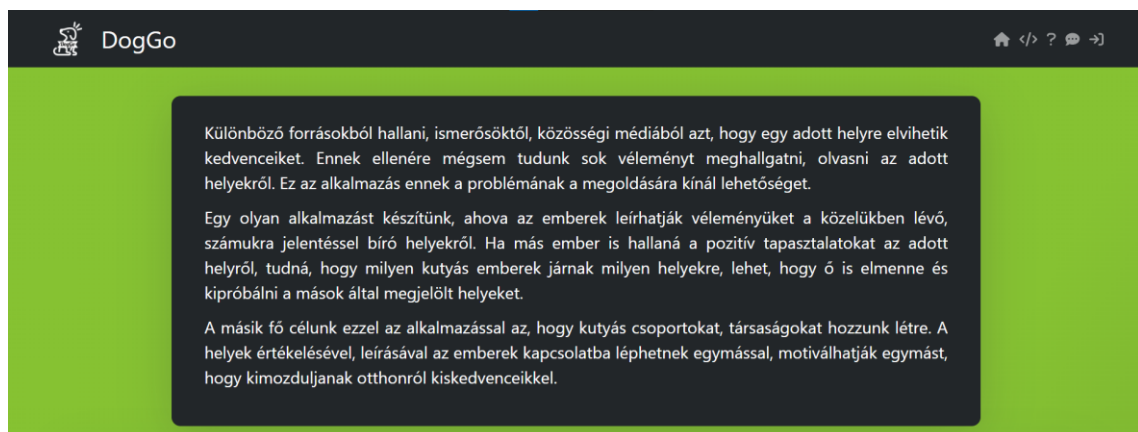 DogGo
Különböző forrásokból hallani, ismerősöktől, közösségi médiából azt, hogy egy adott helyre elvihetik
kedvenceiket. Ennek ellenére mégsem tudunk sok véleményt meghallgatni, olvasni az adott
helyekről. Ez az alkalmazás ennek a problémának a megoldására kínál lehetőséget.
Egy olyan alkalmazást készítünk, ahova az emberek leírhatják véleményüket a közelükben lévő,
számukra jelentéssel bíró helyekről. Ha más ember is hallaná a pozitív tapasztalatokat az adott
helyről, tudná, hogy milyen kutyás emberek járnak milyen helyekre, lehet, hogy ő is elmenne és
kipróbálni a mások által megjelölt helyeket.
A másik fő célunk ezzel az alkalmazással az, hogy kutyás csoportokat, társaságokat hozzunk létre. A
helyek értékelésével, leírásával az emberek kapcsolatba léphetnek egymással, motiválhatják egymást,
hogy kimozduljanak otthonról kiskedvenceikkel.